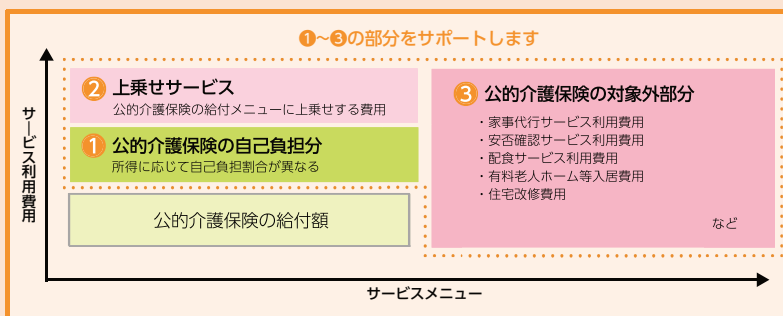 ❶〜❸の部分をサポートします
サービス利用費用
❷ 上乗せサービス
公的介護保険の給付メニューに上乗せする費用
❶ 公的介護保険の自己負担分
所得に応じて自己負担割合が異なる
公的介護保険の給付額
❸ 公的介護保険の対象外部分
・家事代行サービス利用費用
・安否確認サービス利用費用
・配食サービス利用費用
・有料老人ホーム等入居費用
・住宅改修費用
など
サービスメニュー